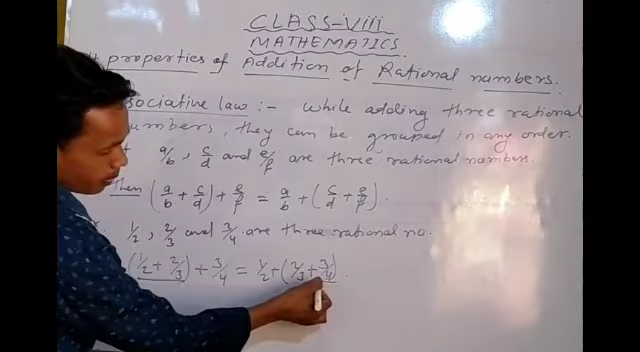 CLASS-viii
MATHEMATICS
properties of Addition of Rational numbers.
sociative law :- while adding three rational
umbers, they can be grouped in any order.
a/b, c/d and e/f are three rational numbers.
Then (a/b + c/d) + e/f = a/b + (c/d + e/f).
1/2, 2/3 and 3/4 are three rational no.
(1/2 + 2/3) + 3/4 = 1/2 + (2/3 + 3/4).